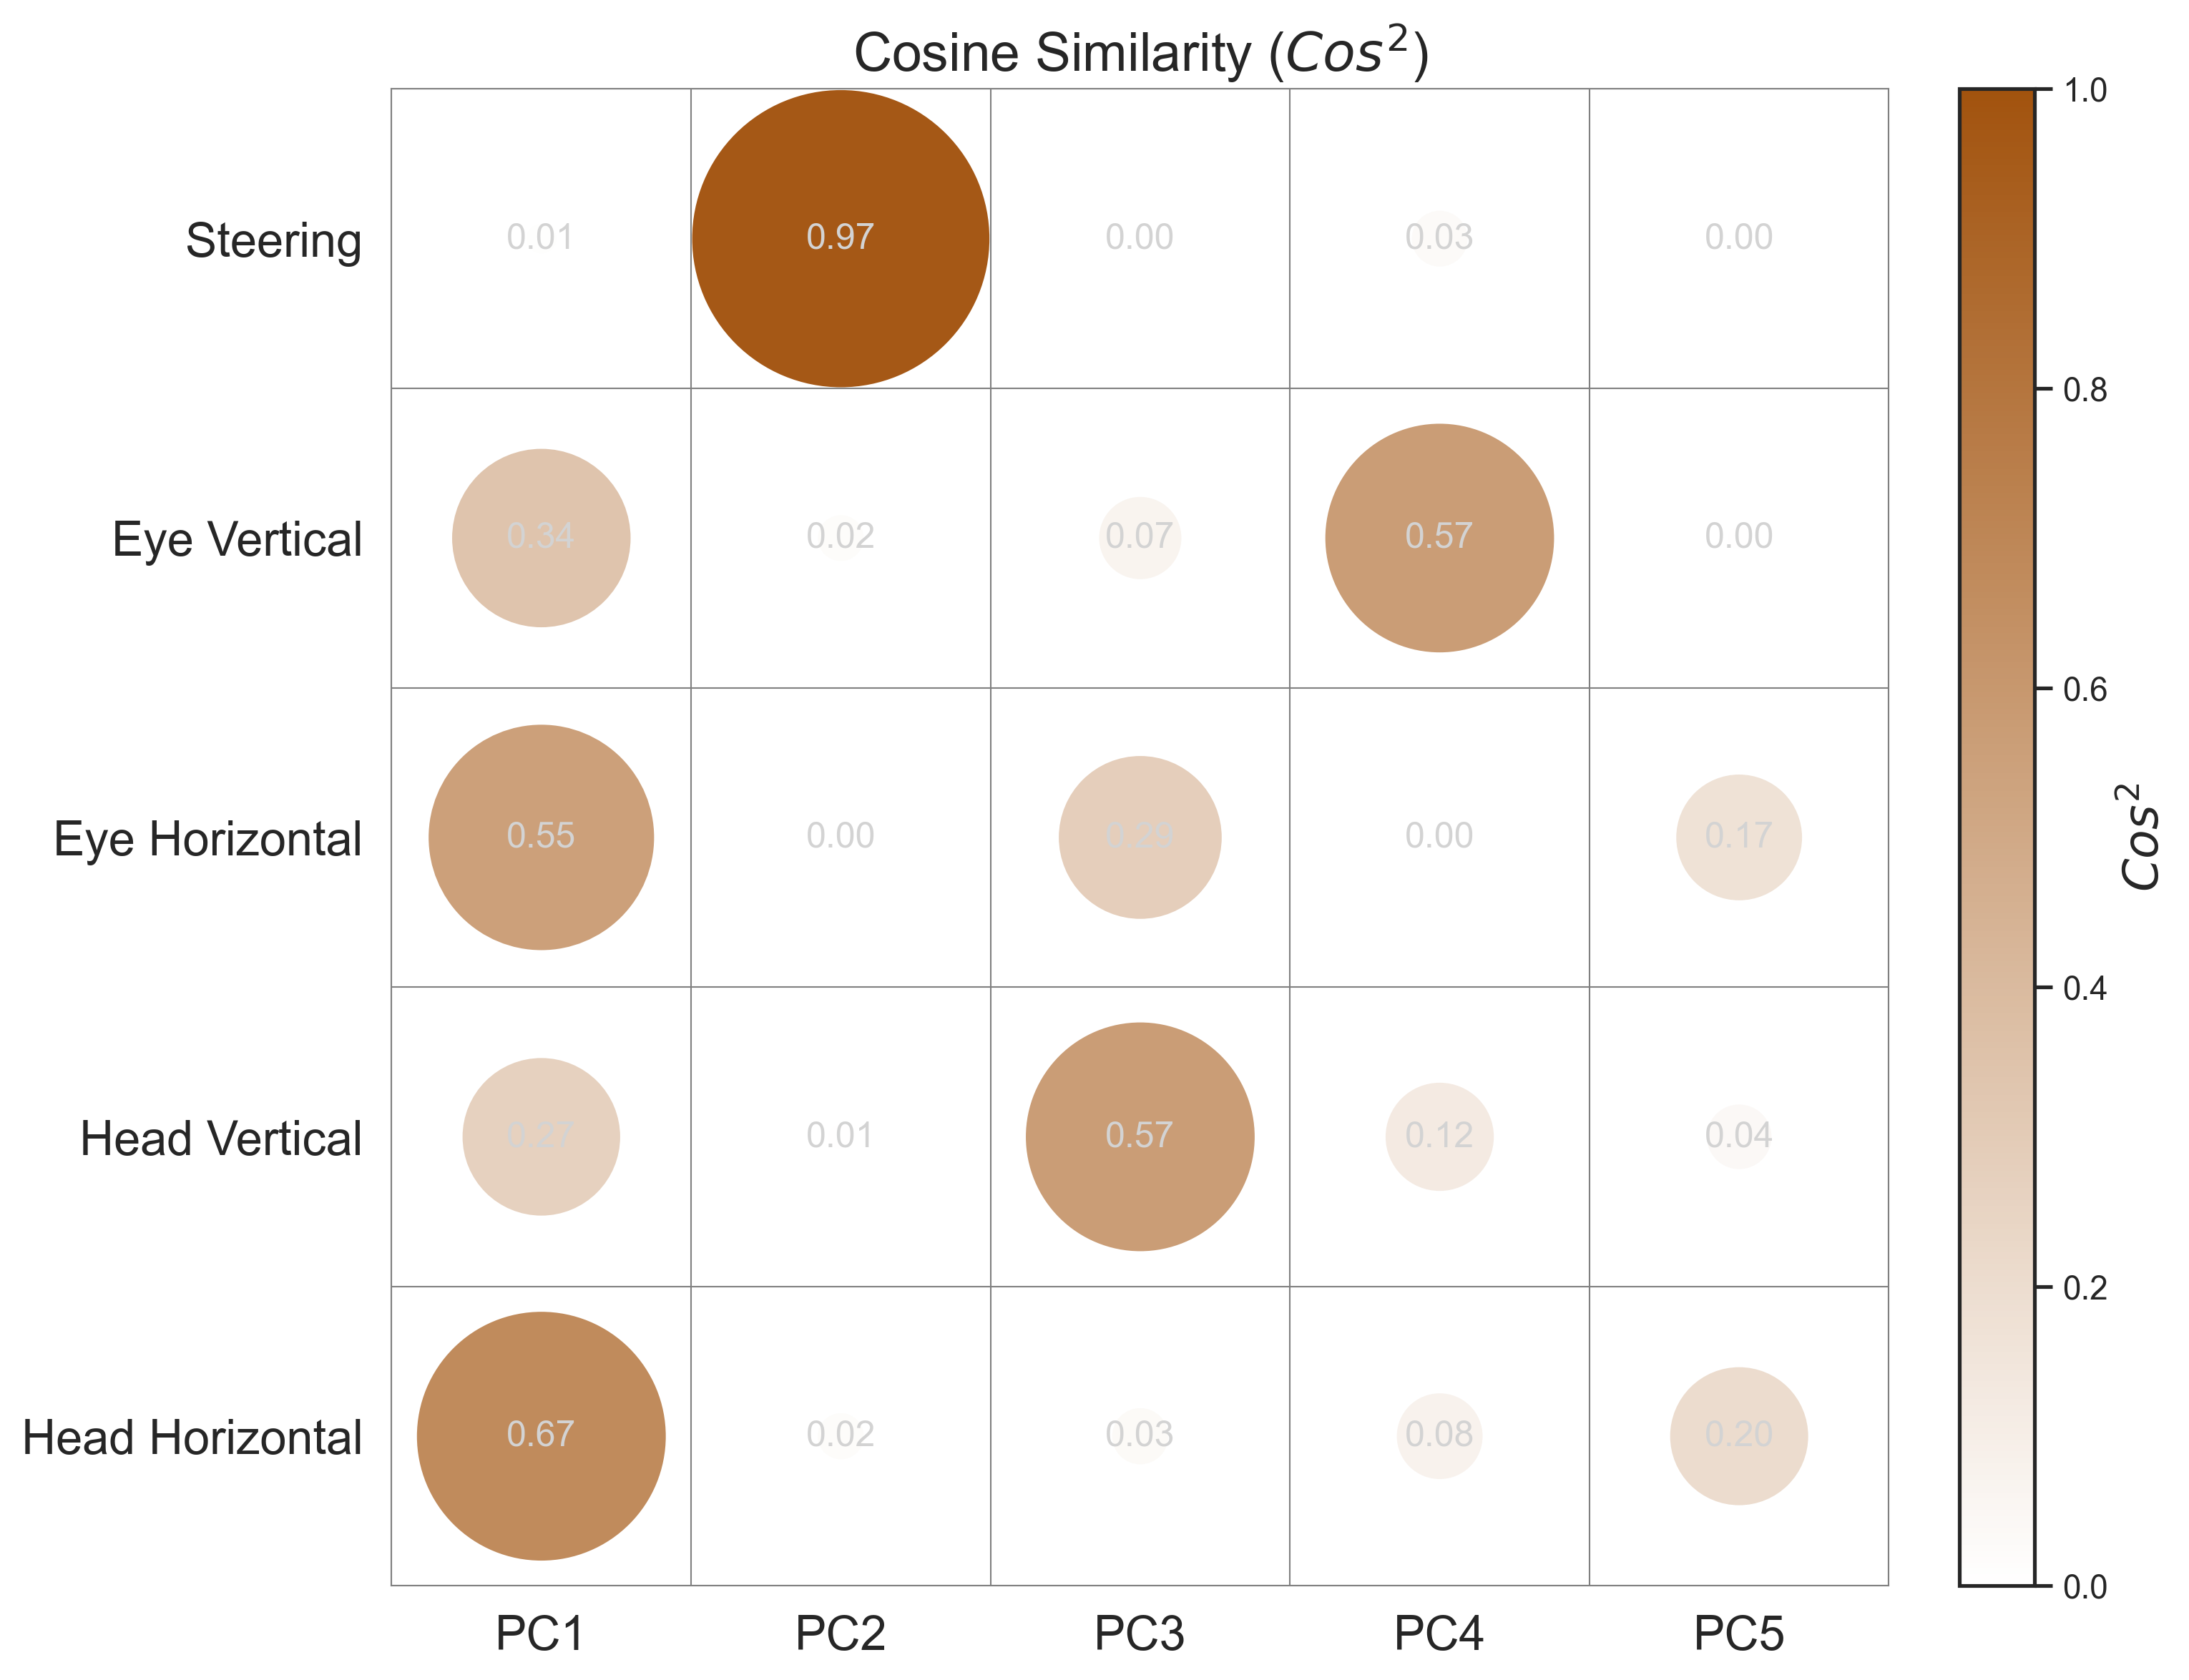 Cosine Similarity (Cos²)
Steering 0.01 0.97 0.00 0.03 0.00
Eye Vertical 0.34 0.02 0.07 0.57 0.00
Eye Horizontal 0.55 0.00 0.29 0.00 0.17
Head Vertical 0.27 0.01 0.57 0.12 0.04
Head Horizontal 0.67 0.02 0.03 0.08 0.20
PC1 PC2 PC3 PC4 PC5
1.0
0.8
0.6
0.4
0.2
0.0
Cos²